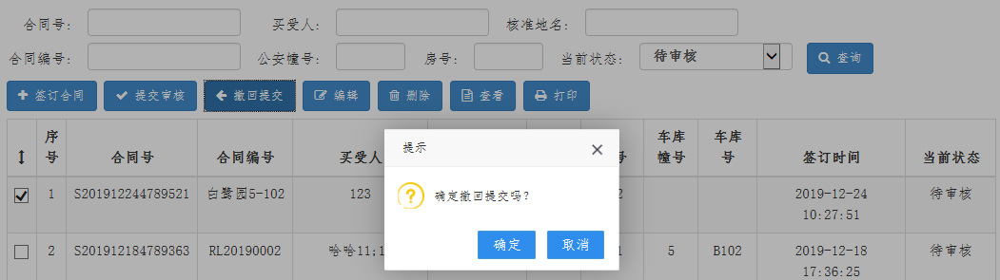 合同号： 买受人： 核准地名：
合同编号： 公安幢号： 房号： 当前状态： 待审核 查询
签订合同 提交审核 撤回提交 编辑 删除 查看 打印
序号 合同号 合同编号 买受人 号 车库幢号 车库号 签订时间 当前状态
提示
1 S201912244789521 白鹭园5-102 123 2 2019-12-24 10:27:51 待审核
确定撤回提交吗？
确定 取消
2 S201912184789363 RL20190002 哈哈11;1 1 5 B102 2019-12-18 17:36:25 待审核